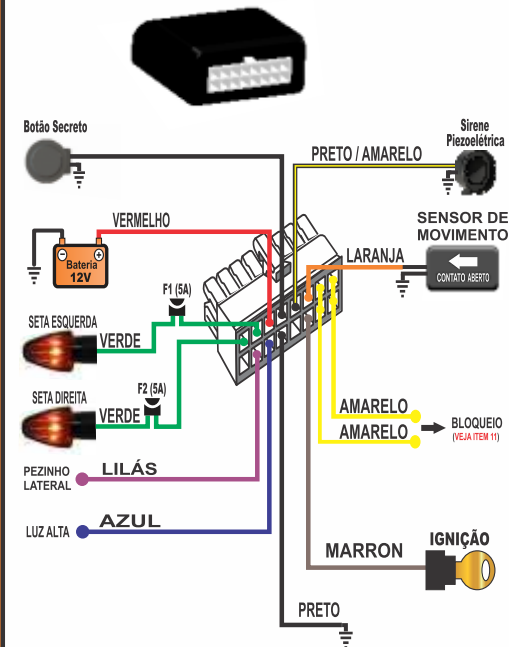 Botão Secreto
Sirene
Piezoelétrica
PRETO / AMARELO
VERMELHO
SENSOR DE
MOVIMENTO
LARANJA
CONTATO ABERTO
- +
Bateria
12V
F1 (5A)
SETA ESQUERDA
VERDE
F2 (5A)
SETA DIREITA
VERDE
AMARELO
AMARELO
BLOQUEIO
(VEJA ITEM 11)
PEZINHO
LATERAL
LILÁS
LUZ ALTA
AZUL
IGNIÇÃO
MARRON
PRETO